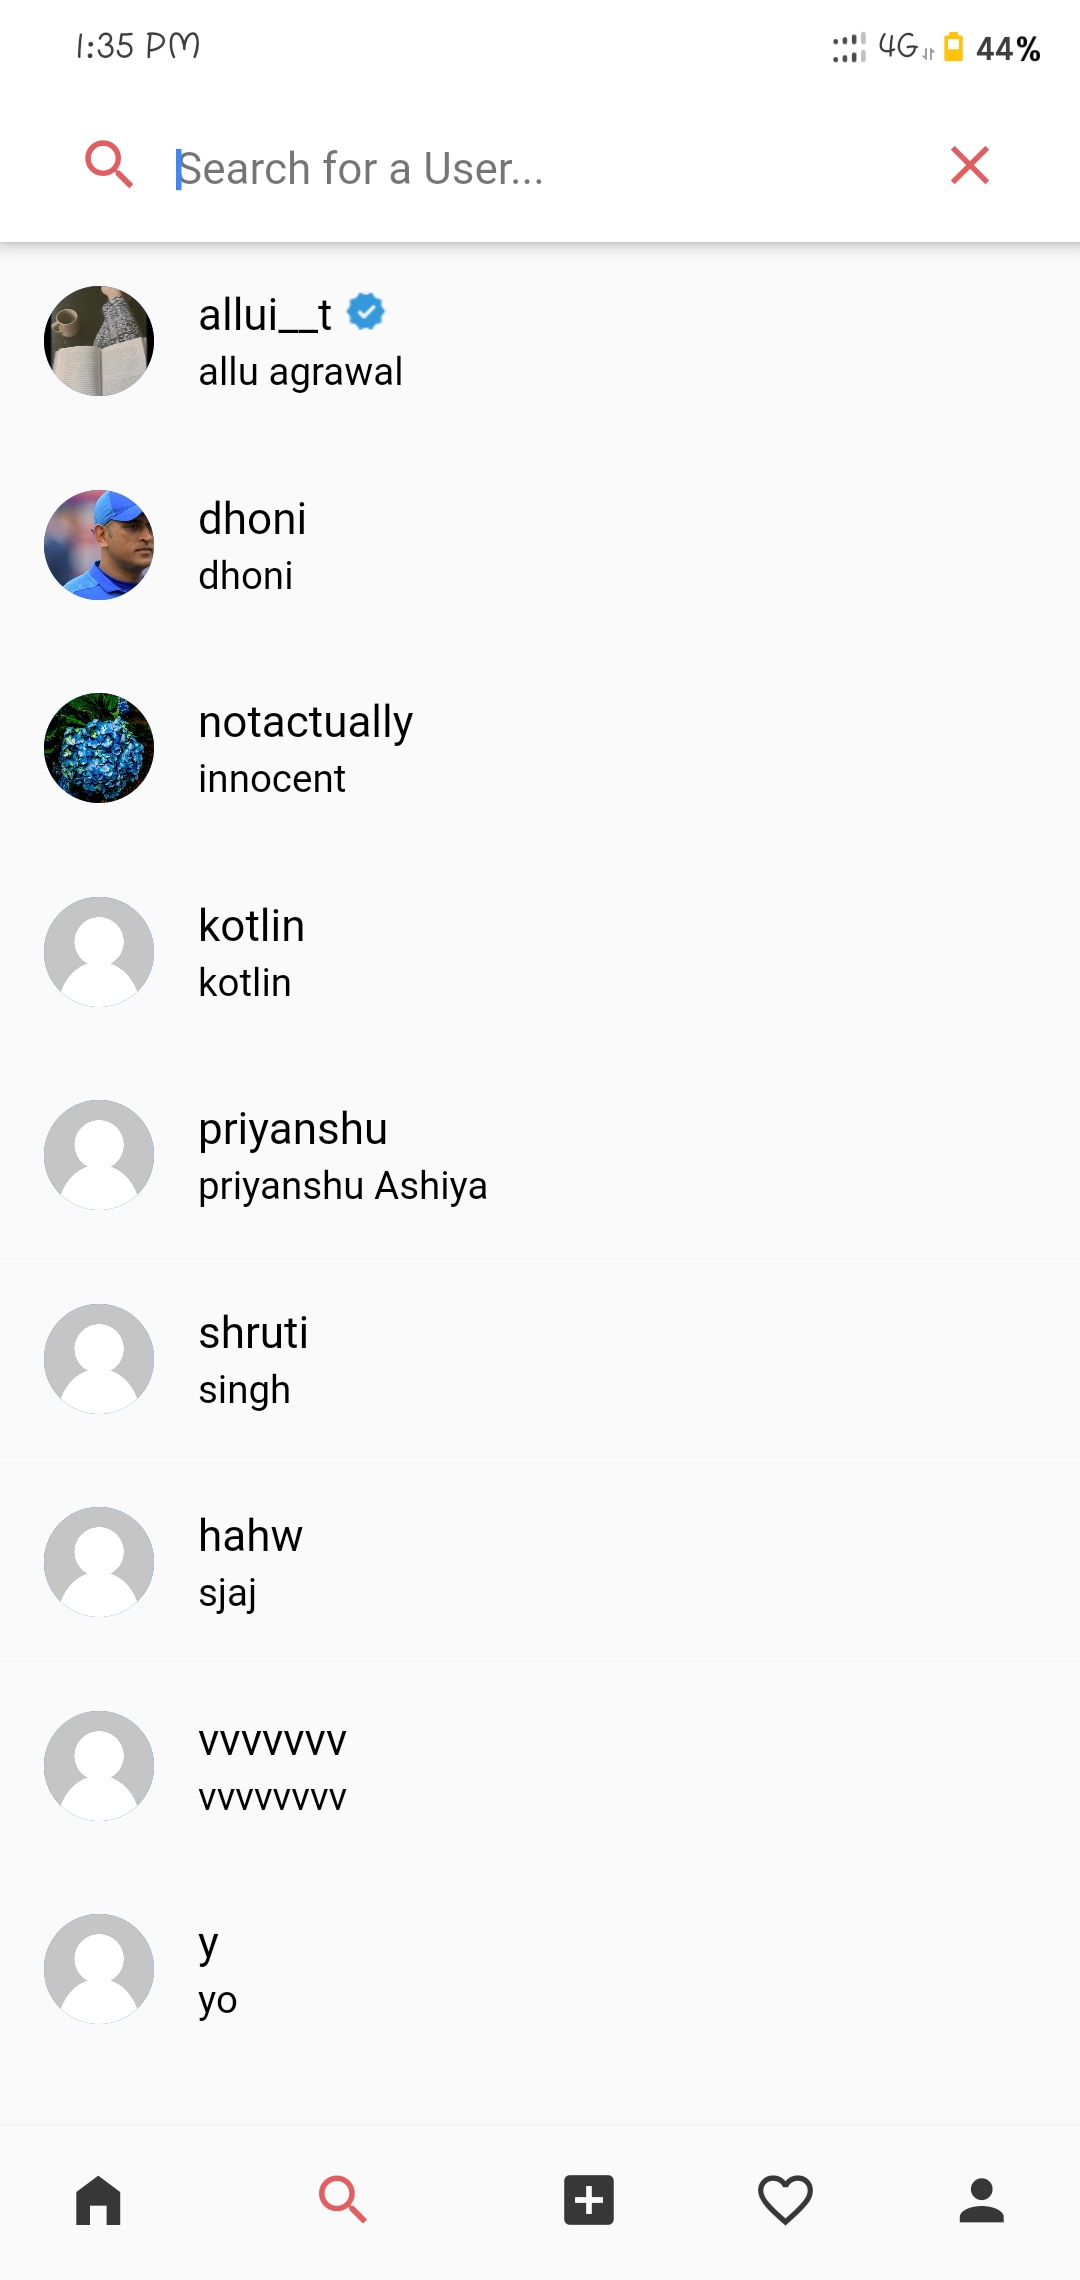 1:35 PM 4G 44%
Search for a User...
allui__t
allu agrawal
dhoni
dhoni
notactually
innocent
kotlin
kotlin
priyanshu
priyanshu Ashiya
shruti
singh
hahw
sjaj
vvvvvvv
vvvvvvvv
y
yo